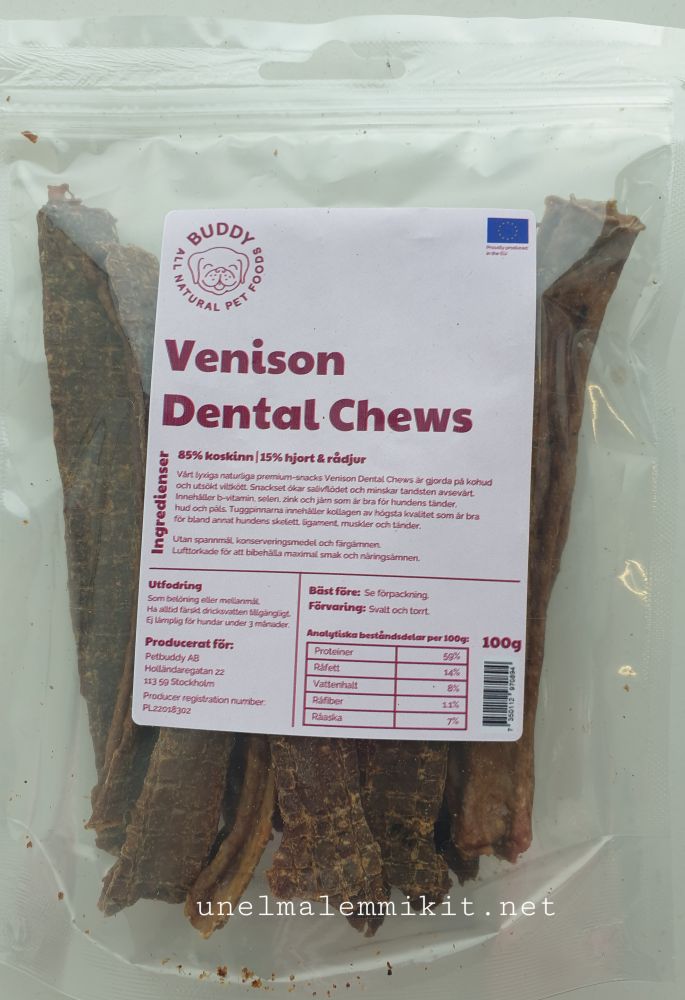 BUDDY
ALL NATURAL PET FOODS
Proudly produced
in the EU
Venison
Dental Chews
Ingredienser
85% koskinn | 15% hjort & rådjur
Vårt lyxiga naturliga premium-snacks Venison Dental Chews är gjorda på kohud
och utsökt viltkött. Snackset ökar salivflödet och minskar tandsten avsevärt.
Innehåller b-vitamin, selen, zink och järn som är bra för hundens tänder,
hud och päls. Tuggpinnarna innehåller kollagen av högsta kvalitet som är bra
för bland annat hundens skelett, ligament, muskler och tänder.
Utan spannmål, konserveringsmedel och färgämnen.
Lufttorkade för att bibehålla maximal smak och näringsämnen.
Utfodring
Som belöning eller mellanmål.
Ha alltid färskt dricksvatten tillgängligt.
Ej lämplig för hundar under 3 månader.
Producerat för:
Petbuddy AB
Holländaregatan 22
113 59 Stockholm
Producer registration number:
PL22018302
Bäst före: Se förpackning.
Förvaring: Svalt och torrt.
Analytiska beståndsdelar per 100g:
Proteiner 59%
Råfett 14%
Vattenhalt 8%
Råfiber 1.1%
Råaska 7%
100g
7 350112 970894
unelmalemmikit.net